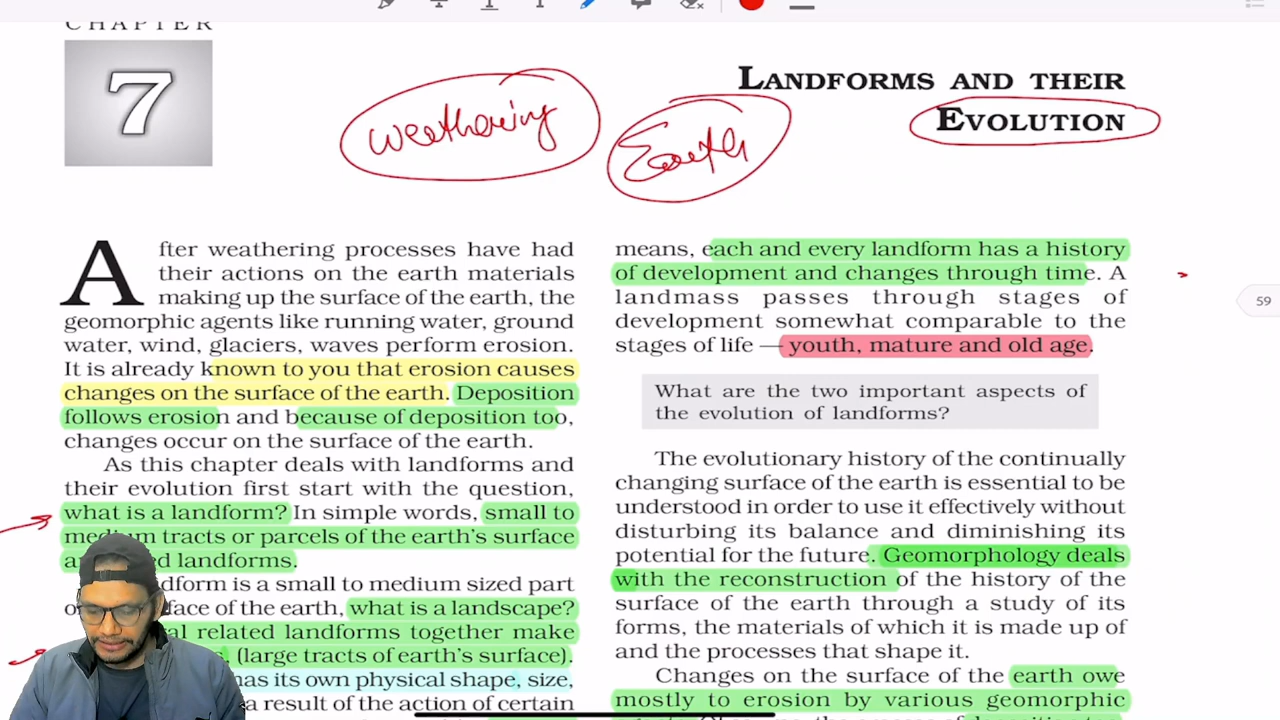 CHAPTER
7
LANDFORMS AND THEIR
EVOLUTION
weathering
Earth
After weathering processes have had
their actions on the earth materials
making up the surface of the earth, the
geomorphic agents like running water, ground
water, wind, glaciers, waves perform erosion.
It is already known to you that erosion causes
changes on the surface of the earth. Deposition
follows erosion and because of deposition too,
changes occur on the surface of the earth.
As this chapter deals with landforms and
their evolution first start with the question,
what is a landform? In simple words, small to
medium tracts or parcels of the earth's surface
landforms.
is a small to medium sized part
of the earth, what is a landscape?
related landforms together make
(large tracts of earth's surface).
has its own physical shape, size,
a result of the action of certain
means, each and every landform has a history
of development and changes through time. A
landmass passes through stages of
development somewhat comparable to the
stages of life — youth, mature and old age.
What are the two important aspects of
the evolution of landforms?
The evolutionary history of the continually
changing surface of the earth is essential to be
understood in order to use it effectively without
disturbing its balance and diminishing its
potential for the future. Geomorphology deals
with the reconstruction of the history of the
surface of the earth through a study of its
forms, the materials of which it is made up of
and the processes that shape it.
Changes on the surface of the earth owe
mostly to erosion by various geomorphic
59